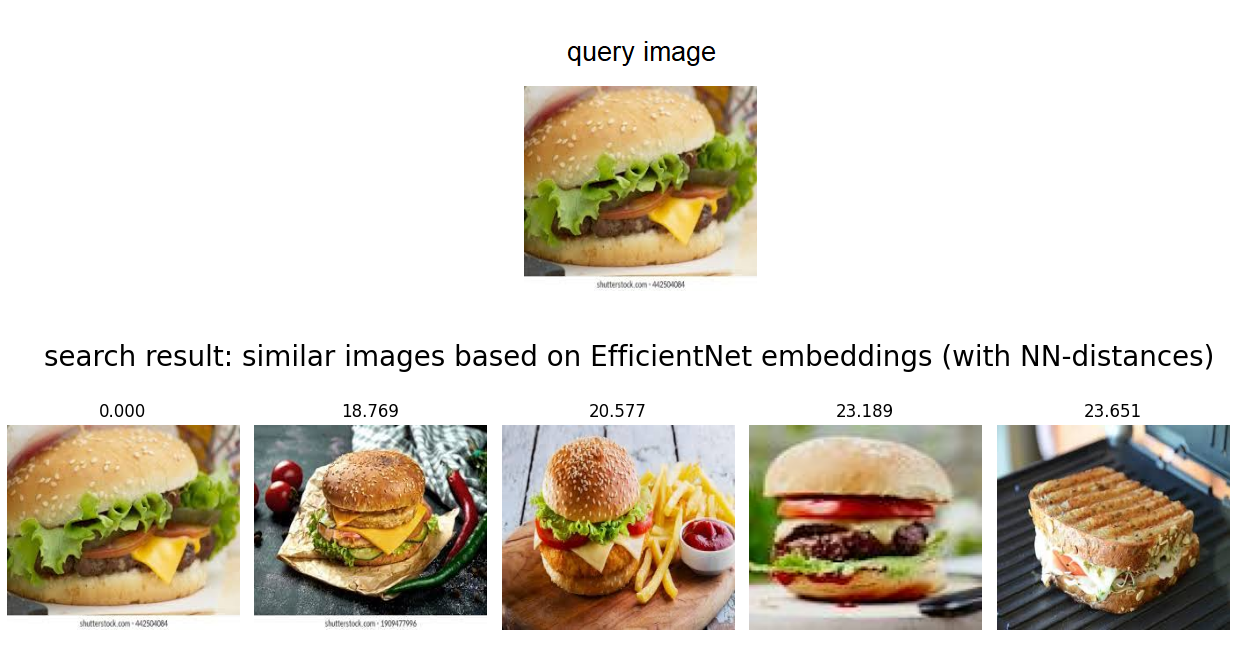 query image
shutterstock.com · 442504084
search result: similar images based on EfficientNet embeddings (with NN-distances)
0.000 18.769 20.577 23.189 23.651
shutterstock.com · 442504084 shutterstock.com · 1909477996